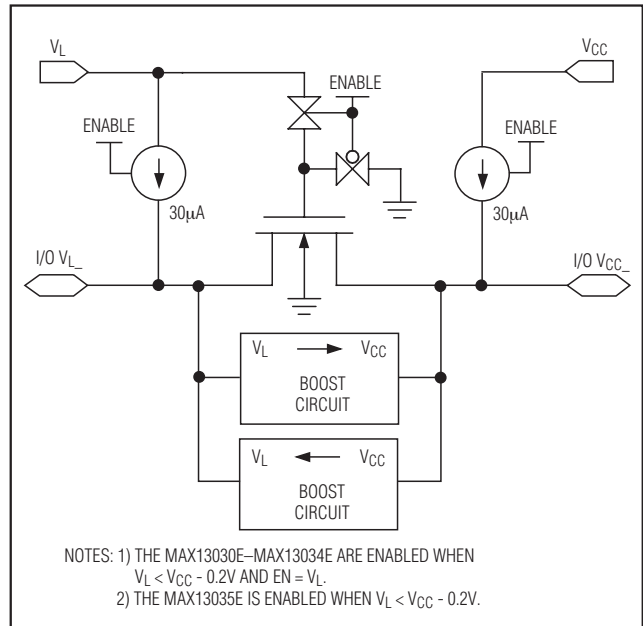 V_L
V_CC
ENABLE
ENABLE
ENABLE
30µA
30µA
I/O V_L_
I/O V_CC_
V_L V_CC
BOOST
CIRCUIT
V_L V_CC
BOOST
CIRCUIT
NOTES: 1) THE MAX13030E–MAX13034E ARE ENABLED WHEN
V_L < V_CC - 0.2V AND EN = V_L.
2) THE MAX13035E IS ENABLED WHEN V_L < V_CC - 0.2V.